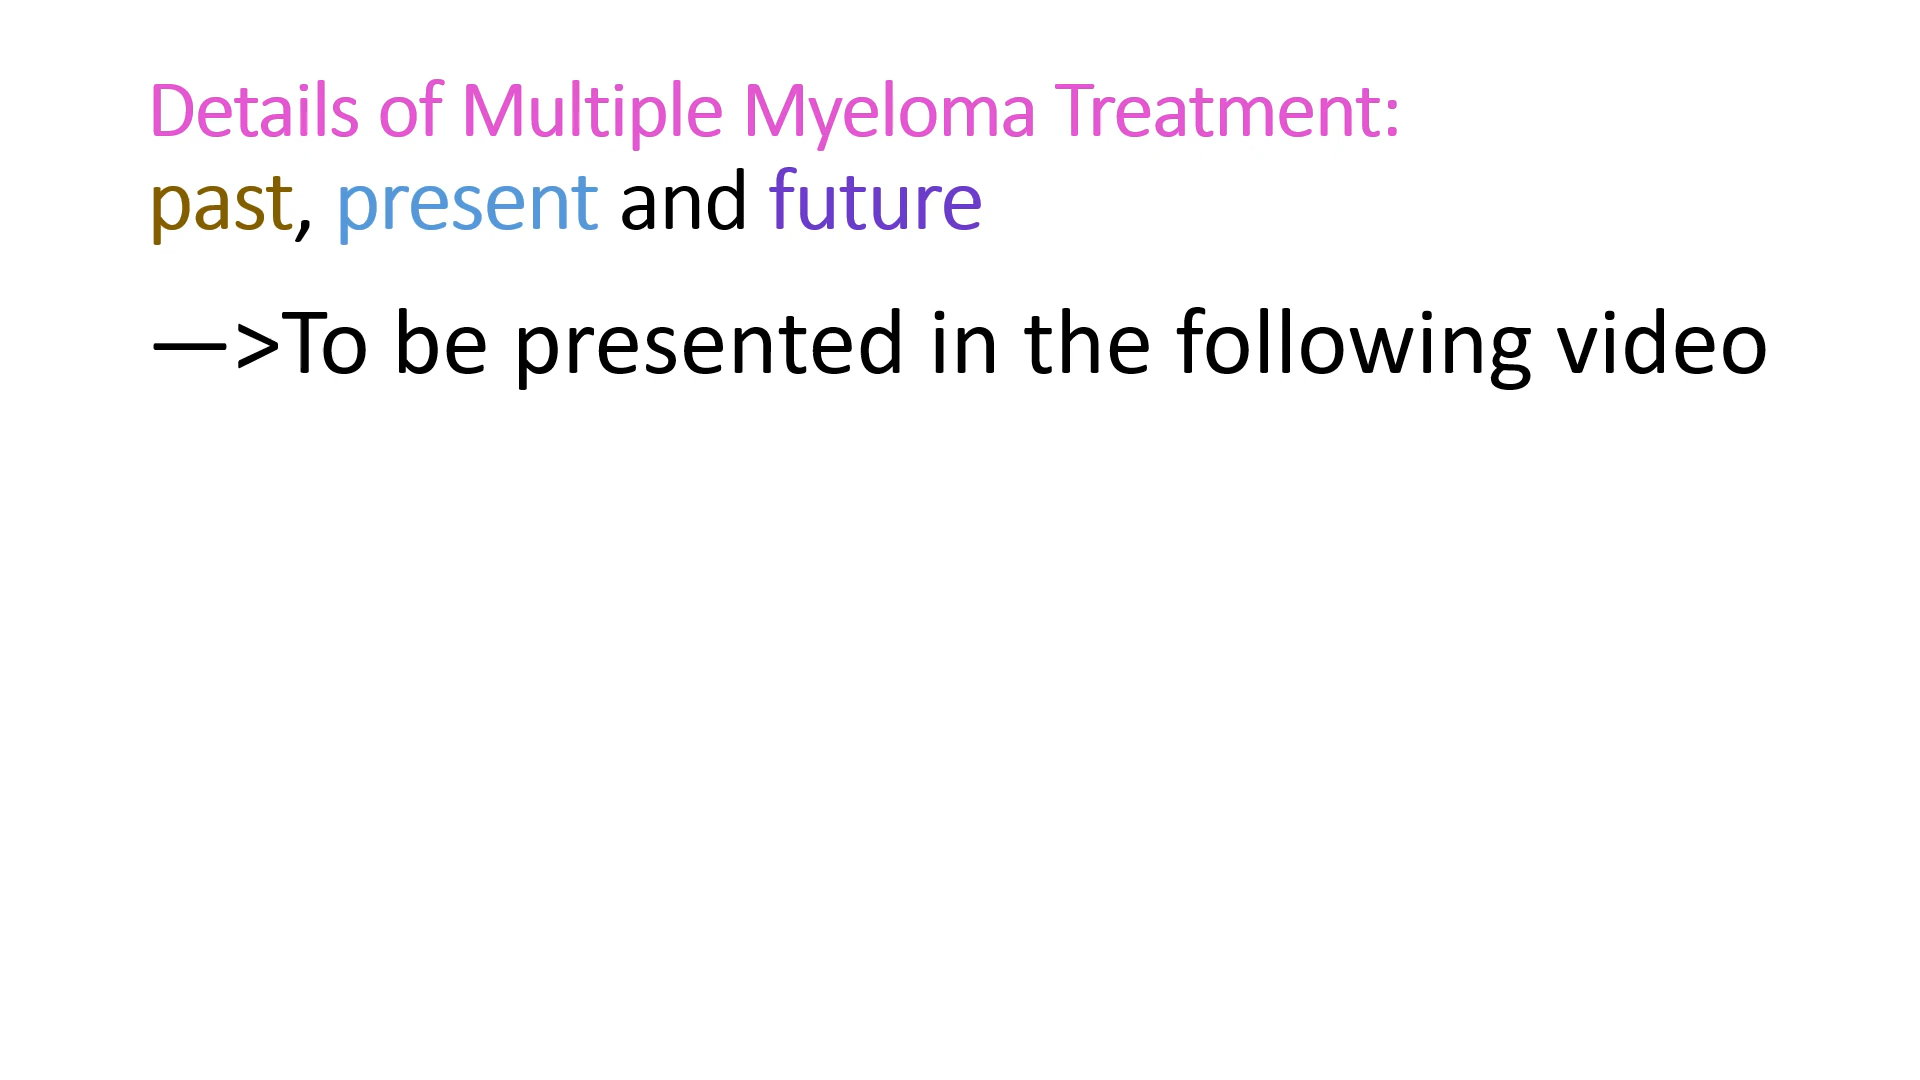 Details of Multiple Myeloma Treatment:
past, present and future
—>To be presented in the following video